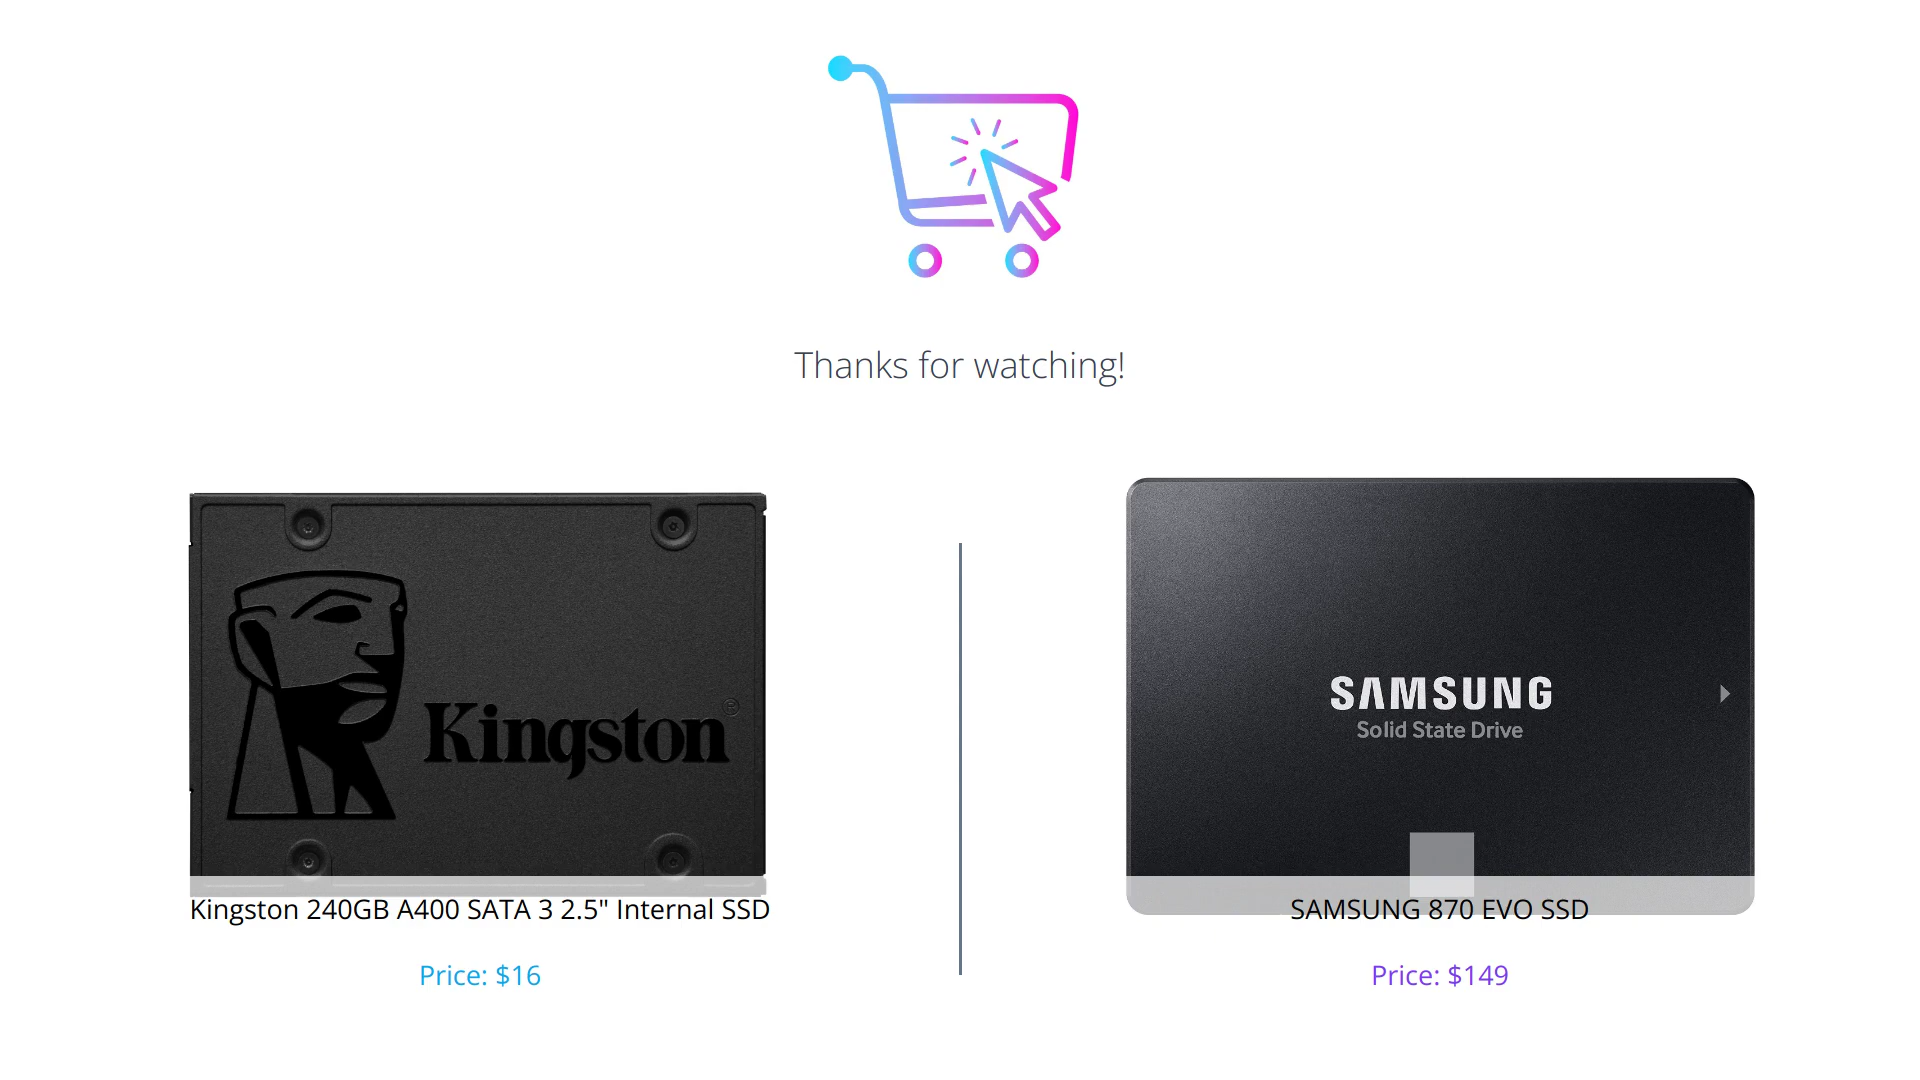 Thanks for watching!
Kingston®
SAMSUNG
Solid State Drive
Kingston 240GB A400 SATA 3 2.5" Internal SSD
SAMSUNG 870 EVO SSD
Price: $16
Price: $149